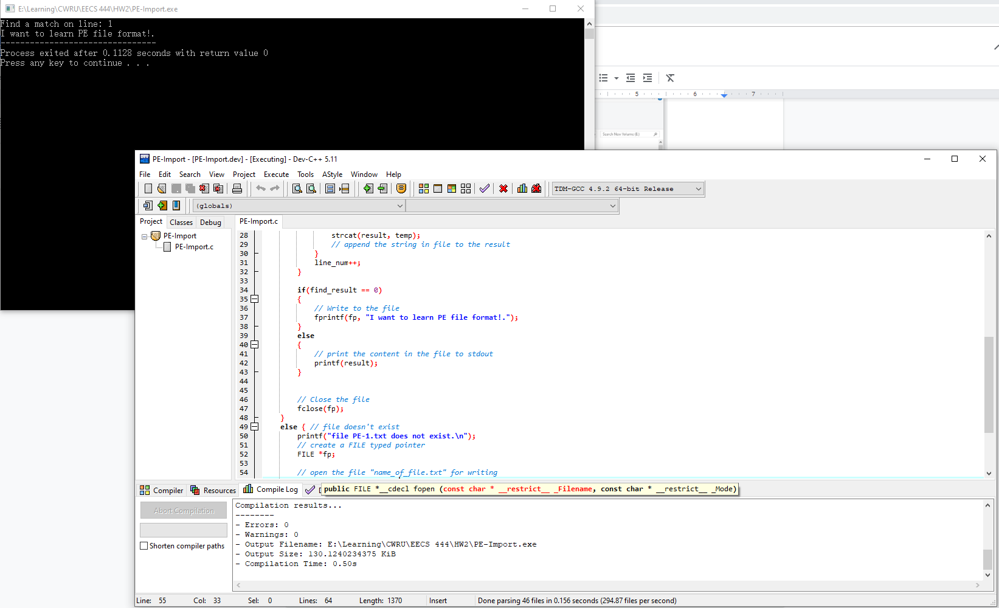 E:\Learning\CWRU\EECS 444\HW2\PE-Import.exe
Find a match on line: 1
I want to learn PE file format!.
--------------------------------
Process exited after 0.1128 seconds with return value 0
Press any key to continue . . .
5 6 7
Search New Volume (E:)
PE-Import - [PE-Import.dev] - [Executing] - Dev-C++ 5.11
File Edit Search View Project Execute Tools AStyle Window Help
TDM-GCC 4.9.2 64-bit Release
(globals)
Project Classes Debug
PE-Import.c
PE-Import
PE-Import.c
28 strcat(result, temp);
29 // append the string in file to the result
30 }
31 line_num++;
32 }
33
34 if(find_result == 0)
35 {
36 // Write to the file
37 fprintf(fp, "I want to learn PE file format!.");
38 }
39 else
40 {
41 // print the content in the file to stdout
42 printf(result);
43 }
44
45
46 // Close the file
47 fclose(fp);
48 }
49 else { // file doesn't exist
50 printf("file PE-1.txt does not exist.\n");
51 // create a FILE typed pointer
52 FILE *fp;
53
54 // open the file "name_of_file.txt" for writing
public FILE *__cdecl fopen (const char * __restrict__ _Filename, const char * __restrict__ _Mode)
Compiler Resources Compile Log
Abort Compilation
Shorten compiler paths
Compilation results...
--------
- Errors: 0
- Warnings: 0
- Output Filename: E:\Learning\CWRU\EECS 444\HW2\PE-Import.exe
- Output Size: 130.1240234375 KiB
- Compilation Time: 0.50s
Line: 55 Col: 33 Sel: 0 Lines: 64 Length: 1370 Insert Done parsing 46 files in 0.156 seconds (294.87 files per second)